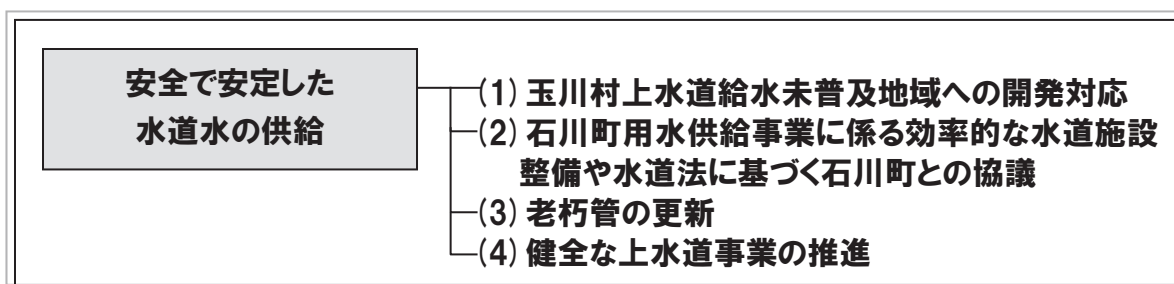 安全で安定した
水道水の供給
(1) 玉川村上水道給水未普及地域への開発対応
(2) 石川町用水供給事業に係る効率的な水道施設
整備や水道法に基づく石川町との協議
(3) 老朽管の更新
(4) 健全な上水道事業の推進